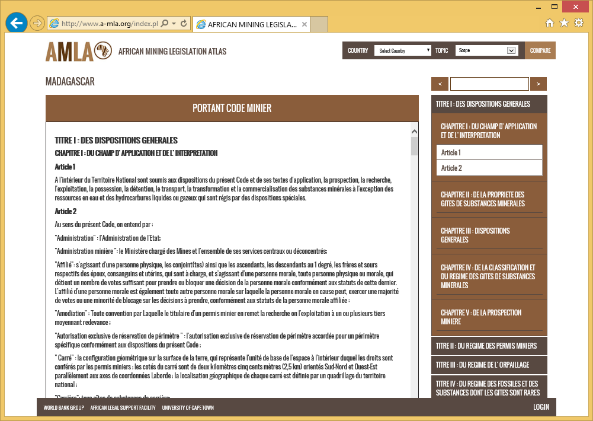 http://www.a-mla.org/index.pl
AFRICAN MINING LEGISLA...
AMLA
AFRICAN MINING LEGISLATION ATLAS
COUNTRY
Select Country
TOPIC
Scope
COMPARE
MADAGASCAR
<
>
PORTANT CODE MINIER
TITRE I : DES DISPOSITIONS GENERALES
CHAPITRE I : DU CHAMP D' APPLICATION ET DE L' INTERPRETATION
Article 1
A l'intérieur du Territoire National sont soumis aux dispositions du présent Code et de ses textes d'application, la prospection, la recherche,
l'exploitation, la possession, la détention, le transport, la transformation et la commercialisation des substances minérales à l'exception des
ressources en eau et des hydrocarbures liquides ou gazeux qui sont régis par des dispositions spéciales.
Article 2
Au sens du présent Code, on entend par :
"Administration" : l'Administration de l'Etat;
"Administration minière" : le Ministère chargé des Mines et l'ensemble de ses services centraux ou déconcentrés;
"Affilié": s'agissant d'une personne physique, les conjoint(es) ainsi que les ascendants, les descendants au 1 degré, les frères et sœurs
respectifs des époux, consanguins et utérins, qui sont à charge, et s'agissant d'une personne morale, toute personne physique ou morale, qui
détient un nombre de votes suffisant pour prendre ou bloquer une décision de la personne morale conformément aux statuts de cette dernier.
L'affilié d'une personne morale est également toute autre personne morale sur laquelle la personne morale en cause peut, exercer une majorité
de votes ou une minorité de blocage sur les décisions à prendre, conformément aux statuts de la personne morale affiliée :
"Amodiation" : Toute convention par Laquelle le titulaire d'un permis minier en remet la recherche ou l'exploitation à un ou plusieurs tiers
moyennant redevance ;
"Autorisation exclusive de réservation de périmètre " : l'autorisation exclusive de réservation de périmètre accordée pour un périmètre
spécifique conformément aux dispositions du présent Code ;
" Carré" : la configuration géométrique sur la surface de la terre, qui représente l'unité de base de l'espace à l'intérieur duquel les droits sont
conférés par les permis miniers : les cotés du carré sont de deux kilomètres cinq cents mètres (2,5 km) orientés Sud-Nord et Ouest-Est
parallèlement aux axes de coordonnées Laborde : la localisation géographique de chaque carré est définie par un quadrillage du territoire
national ;
TITRE I : DES DISPOSITIONS GENERALES
CHAPITRE I : DU CHAMP D' APPLICATION
ET DE L' INTERPRETATION
Article 1
Article 2
CHAPITRE II : DE LA PROPRIETE DES
GITES DE SUBSTANCES MINERALES
CHAPITRE III : DISPOSITIONS
GENERALES
CHAPITRE IV : DE LA CLASSIFICATION ET
DU REGIME DES GITES DE SUBSTANCES
MINERALES
CHAPITRE V : DE LA PROSPECTION
MINIERE
TITRE II : DU REGIME DES PERMIS MINIERS
TITRE III : DU REGIME DE L' ORPAILLAGE
TITRE IV : DU REGIME DES FOSSILES ET DES
SUBSTANCES DONT LES GITES SONT RARES
WORLD BANK GROUP
AFRICAN LEGAL SUPPORT FACILITY
UNIVERSITY OF CAPE TOWN
LOGIN